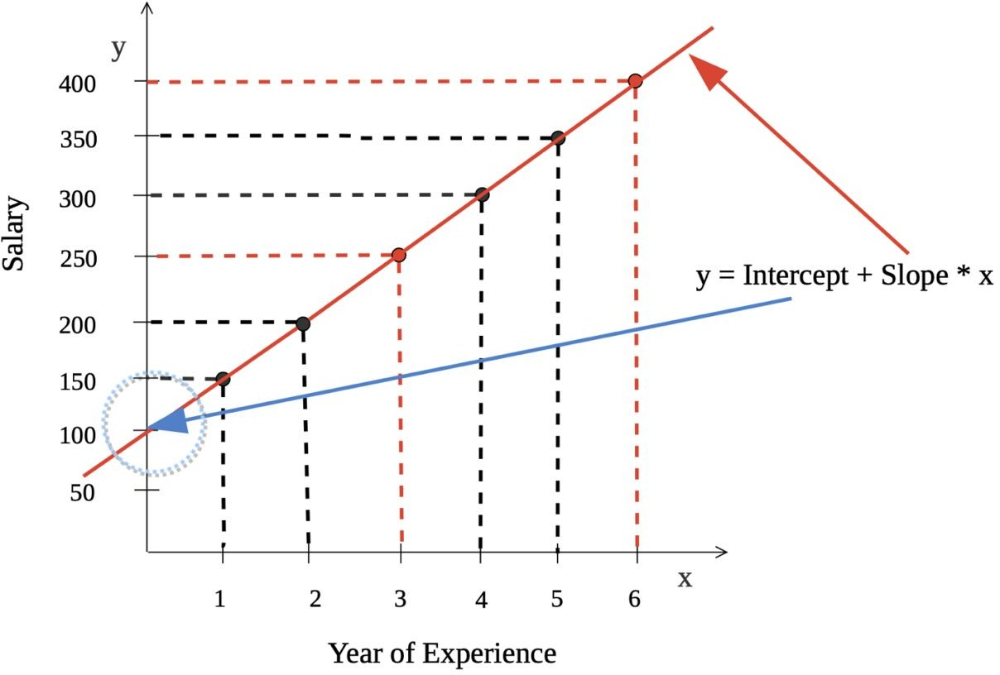 y
400
350
300
250
200
150
100
50
Salary
y = Intercept + Slope * x
1 2 3 4 5 6
x
Year of Experience